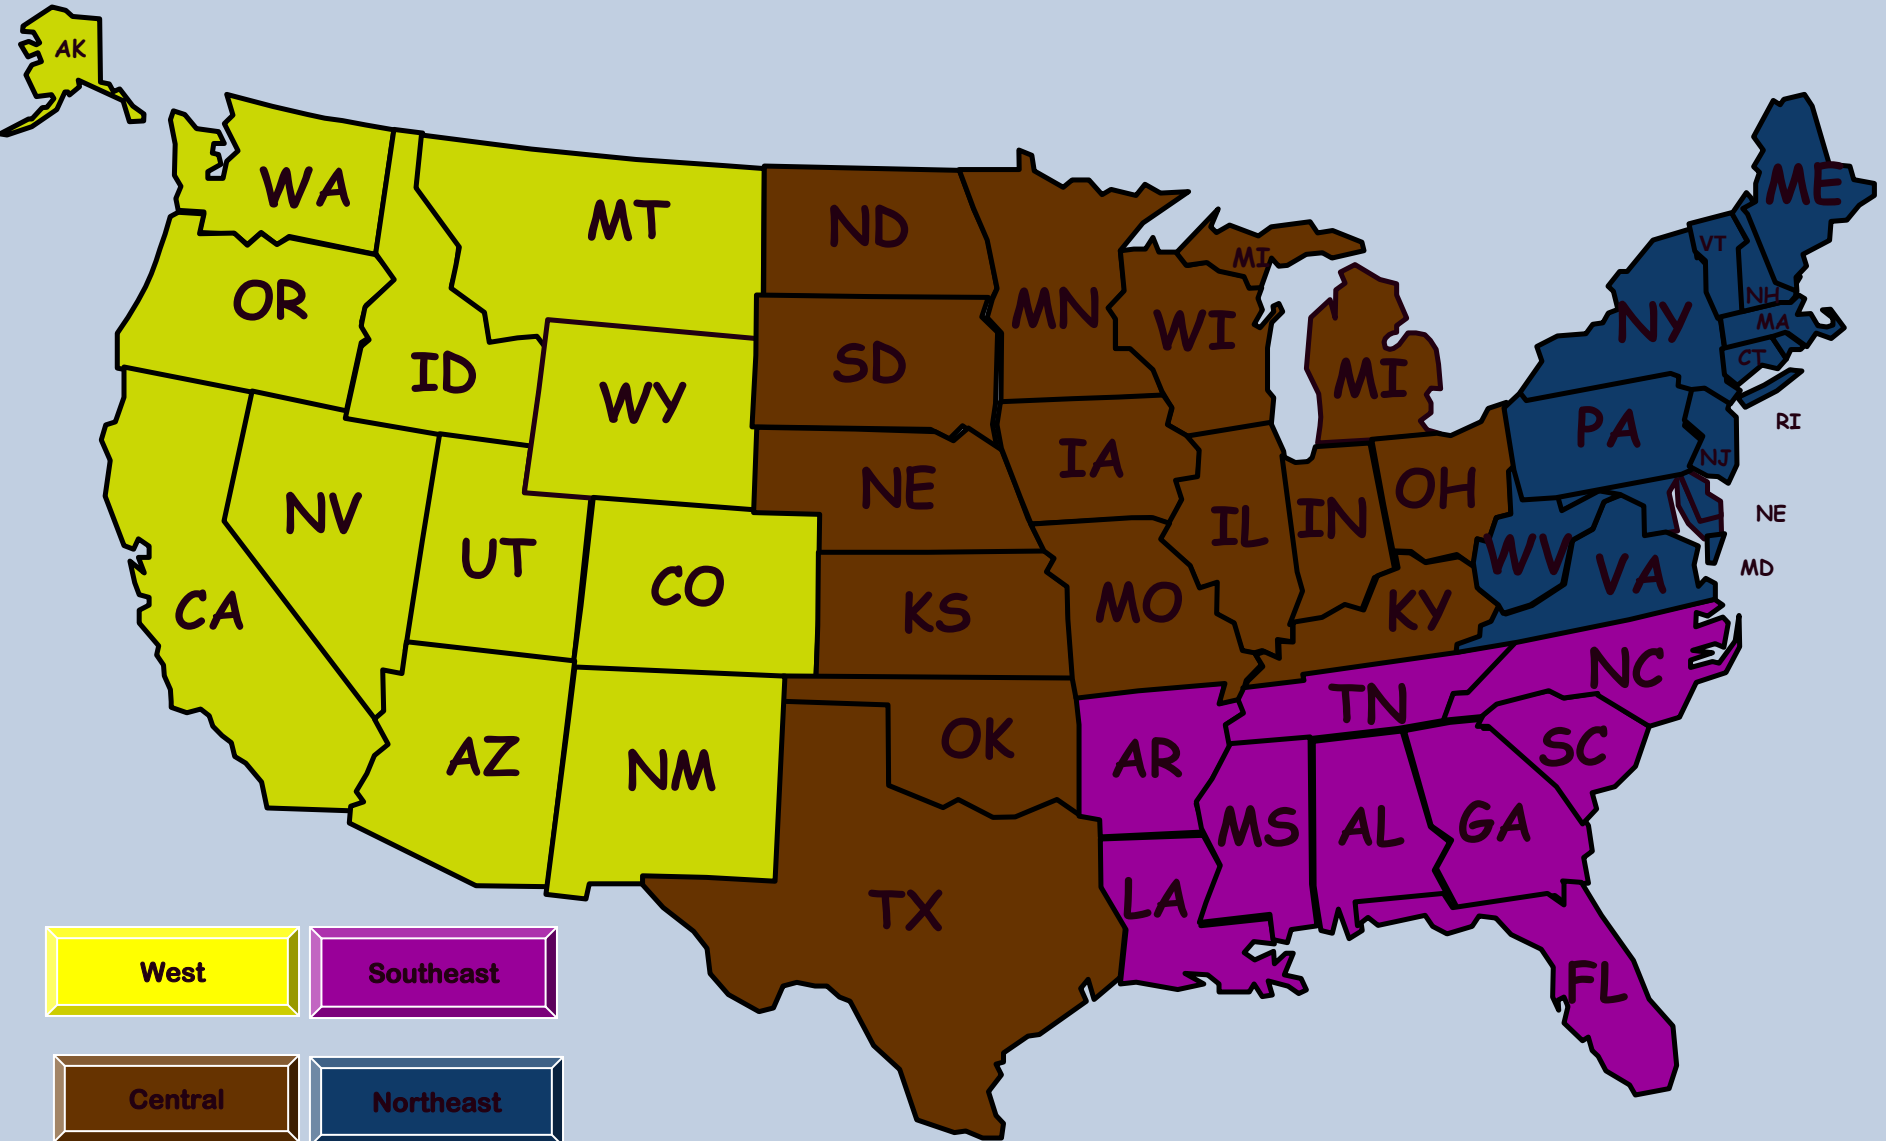 AK
WA
MT
ND
MN
MI
ME
VT
OR
ID
WY
SD
WI
MI
NY
NH
MA
CT
RI
NV
UT
CO
NE
IA
IL
IN
OH
PA
NJ
NE
MD
CA
KS
MO
KY
WV
VA
AZ
NM
OK
AR
TN
NC
SC
TX
LA
MS
AL
GA
FL
West
Southeast
Central
Northeast